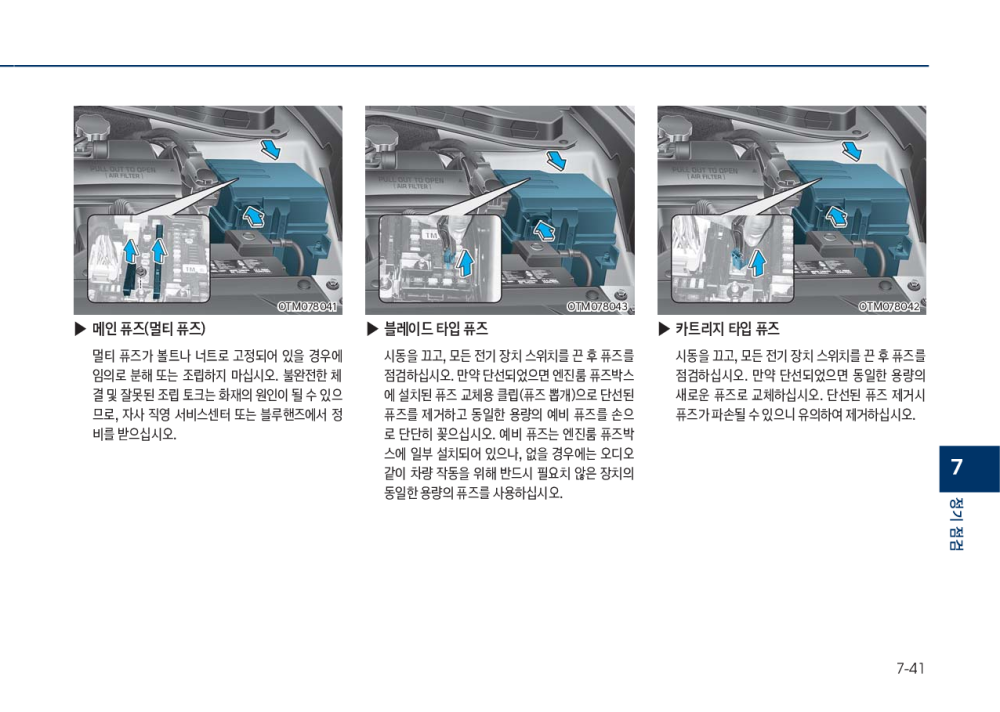 PULL OUT TO OPEN
[ AIR FILTER ]
1M
OTM078041
▶ 메인 퓨즈(멀티 퓨즈)
멀티 퓨즈가 볼트나 너트로 고정되어 있을 경우에
임의로 분해 또는 조립하지 마십시오. 불완전한 체
결 및 잘못된 조립 토크는 화재의 원인이 될 수 있으
므로, 자사 직영 서비스센터 또는 블루핸즈에서 정
비를 받으십시오.
PULL OUT TO OPEN
[ AIR FILTER ]
1M
OTM078043
▶ 블레이드 타입 퓨즈
시동을 끄고, 모든 전기 장치 스위치를 끈 후 퓨즈를
점검하십시오. 만약 단선되었으면 엔진룸 퓨즈박스
에 설치된 퓨즈 교체용 클립(퓨즈 뽑개)으로 단선된
퓨즈를 제거하고 동일한 용량의 예비 퓨즈를 손으
로 단단히 꽂으십시오. 예비 퓨즈는 엔진룸 퓨즈박
스에 일부 설치되어 있으나, 없을 경우에는 오디오
같이 차량 작동을 위해 반드시 필요치 않은 장치의
동일한 용량의 퓨즈를 사용하십시오.
PULL OUT TO OPEN
[ AIR FILTER ]
OTM078042
▶ 카트리지 타입 퓨즈
시동을 끄고, 모든 전기 장치 스위치를 끈 후 퓨즈를
점검하십시오. 만약 단선되었으면 동일한 용량의
새로운 퓨즈로 교체하십시오. 단선된 퓨즈 제거시
퓨즈가 파손될 수 있으니 유의하여 제거하십시오.
7
정기 점검
7-41